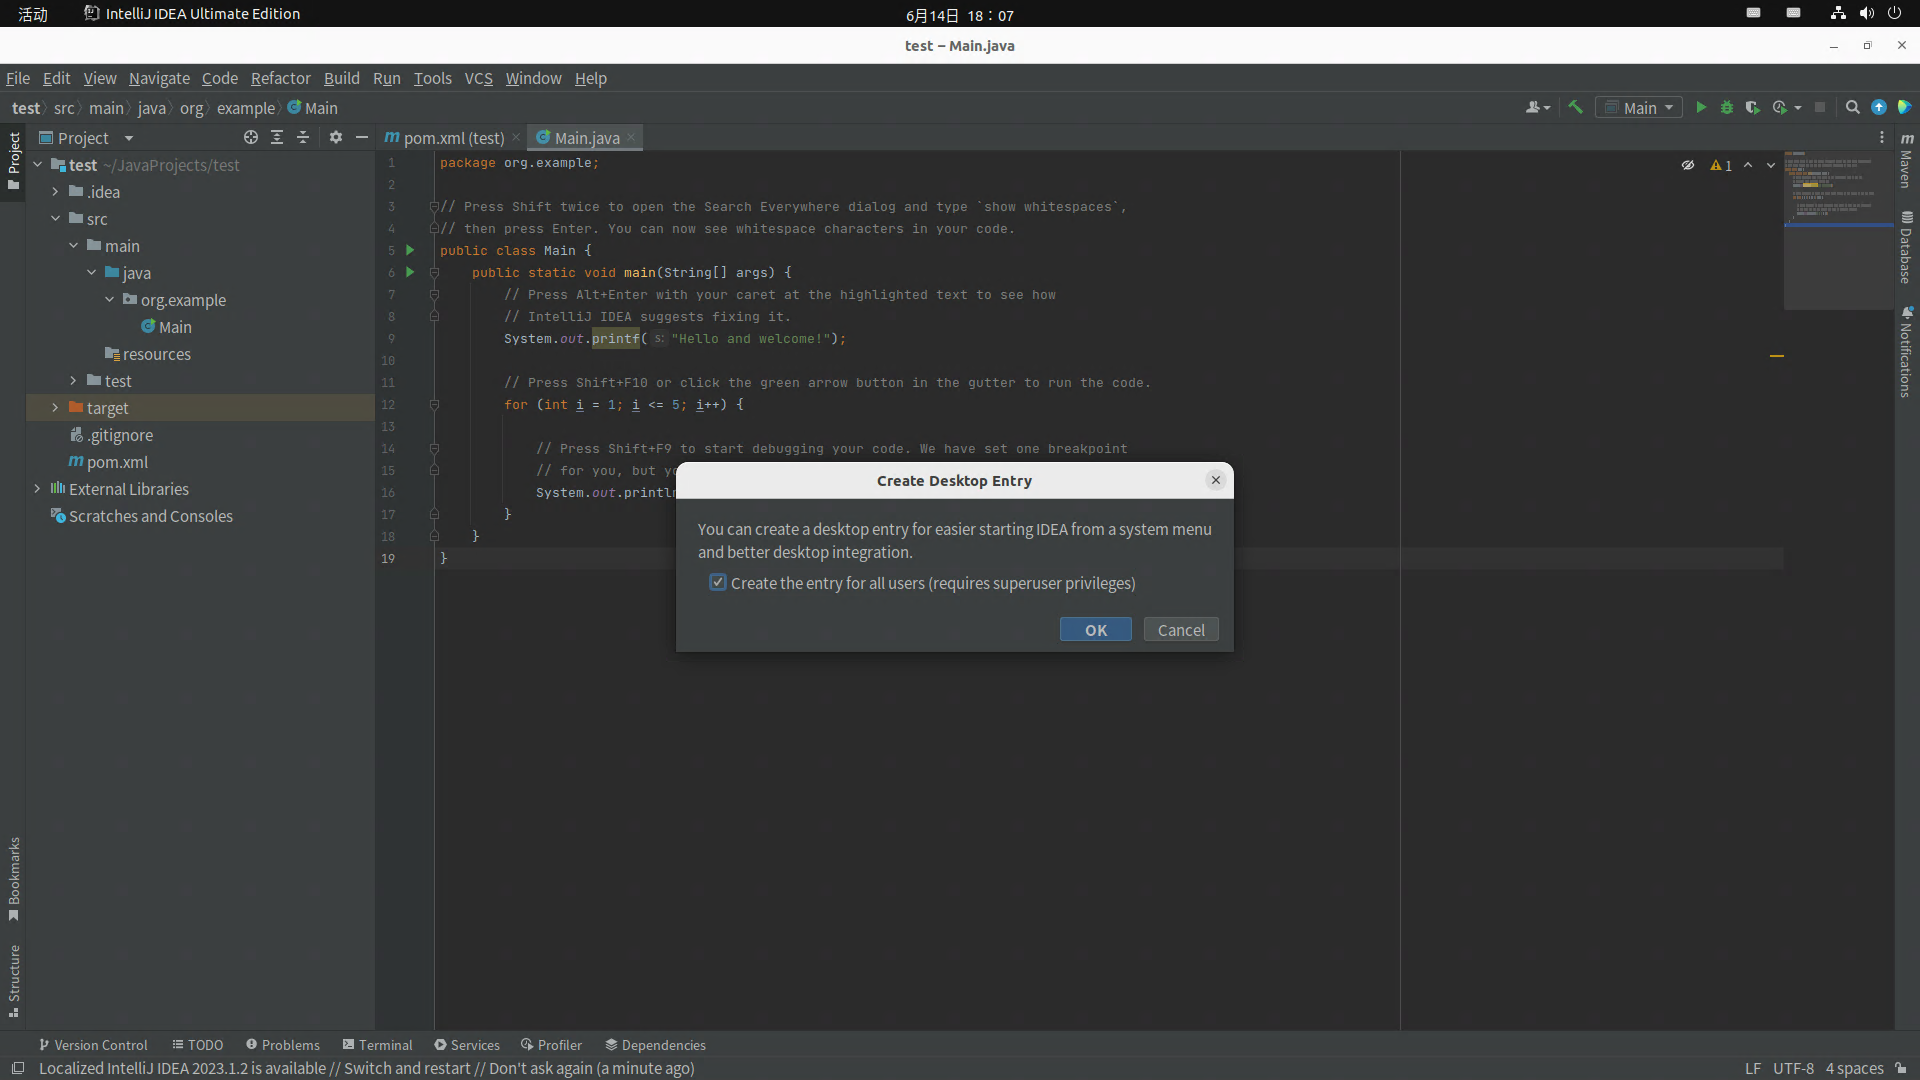 活动
IntelliJ IDEA Ultimate Edition
6月14日 18：07
test – Main.java
File Edit View Navigate Code Refactor Build Run Tools VCS Window Help
test src main java org example Main
Main
Project
pom.xml (test)
Main.java
Project
test ~/JavaProjects/test
.idea
src
main
java
org.example
Main
resources
test
target
.gitignore
pom.xml
External Libraries
Scratches and Consoles
1 package org.example;
2
3 // Press Shift twice to open the Search Everywhere dialog and type `show whitespaces`,
4 // then press Enter. You can now see whitespace characters in your code.
5 public class Main {
6 public static void main(String[] args) {
7 // Press Alt+Enter with your caret at the highlighted text to see how
8 // IntelliJ IDEA suggests fixing it.
9 System.out.printf( s: "Hello and welcome!");
10
11 // Press Shift+F10 or click the green arrow button in the gutter to run the code.
12 for (int i = 1; i <= 5; i++) {
13
14 // Press Shift+F9 to start debugging your code. We have set one breakpoint
15 // for you, but
16 System.out.println
17 }
18 }
19 }
1
Create Desktop Entry
You can create a desktop entry for easier starting IDEA from a system menu
and better desktop integration.
Create the entry for all users (requires superuser privileges)
OK
Cancel
Maven
Database
Notifications
Bookmarks
Structure
Version Control TODO Problems Terminal Services Profiler Dependencies
Localized IntelliJ IDEA 2023.1.2 is available // Switch and restart // Don't ask again (a minute ago)
LF UTF-8 4 spaces